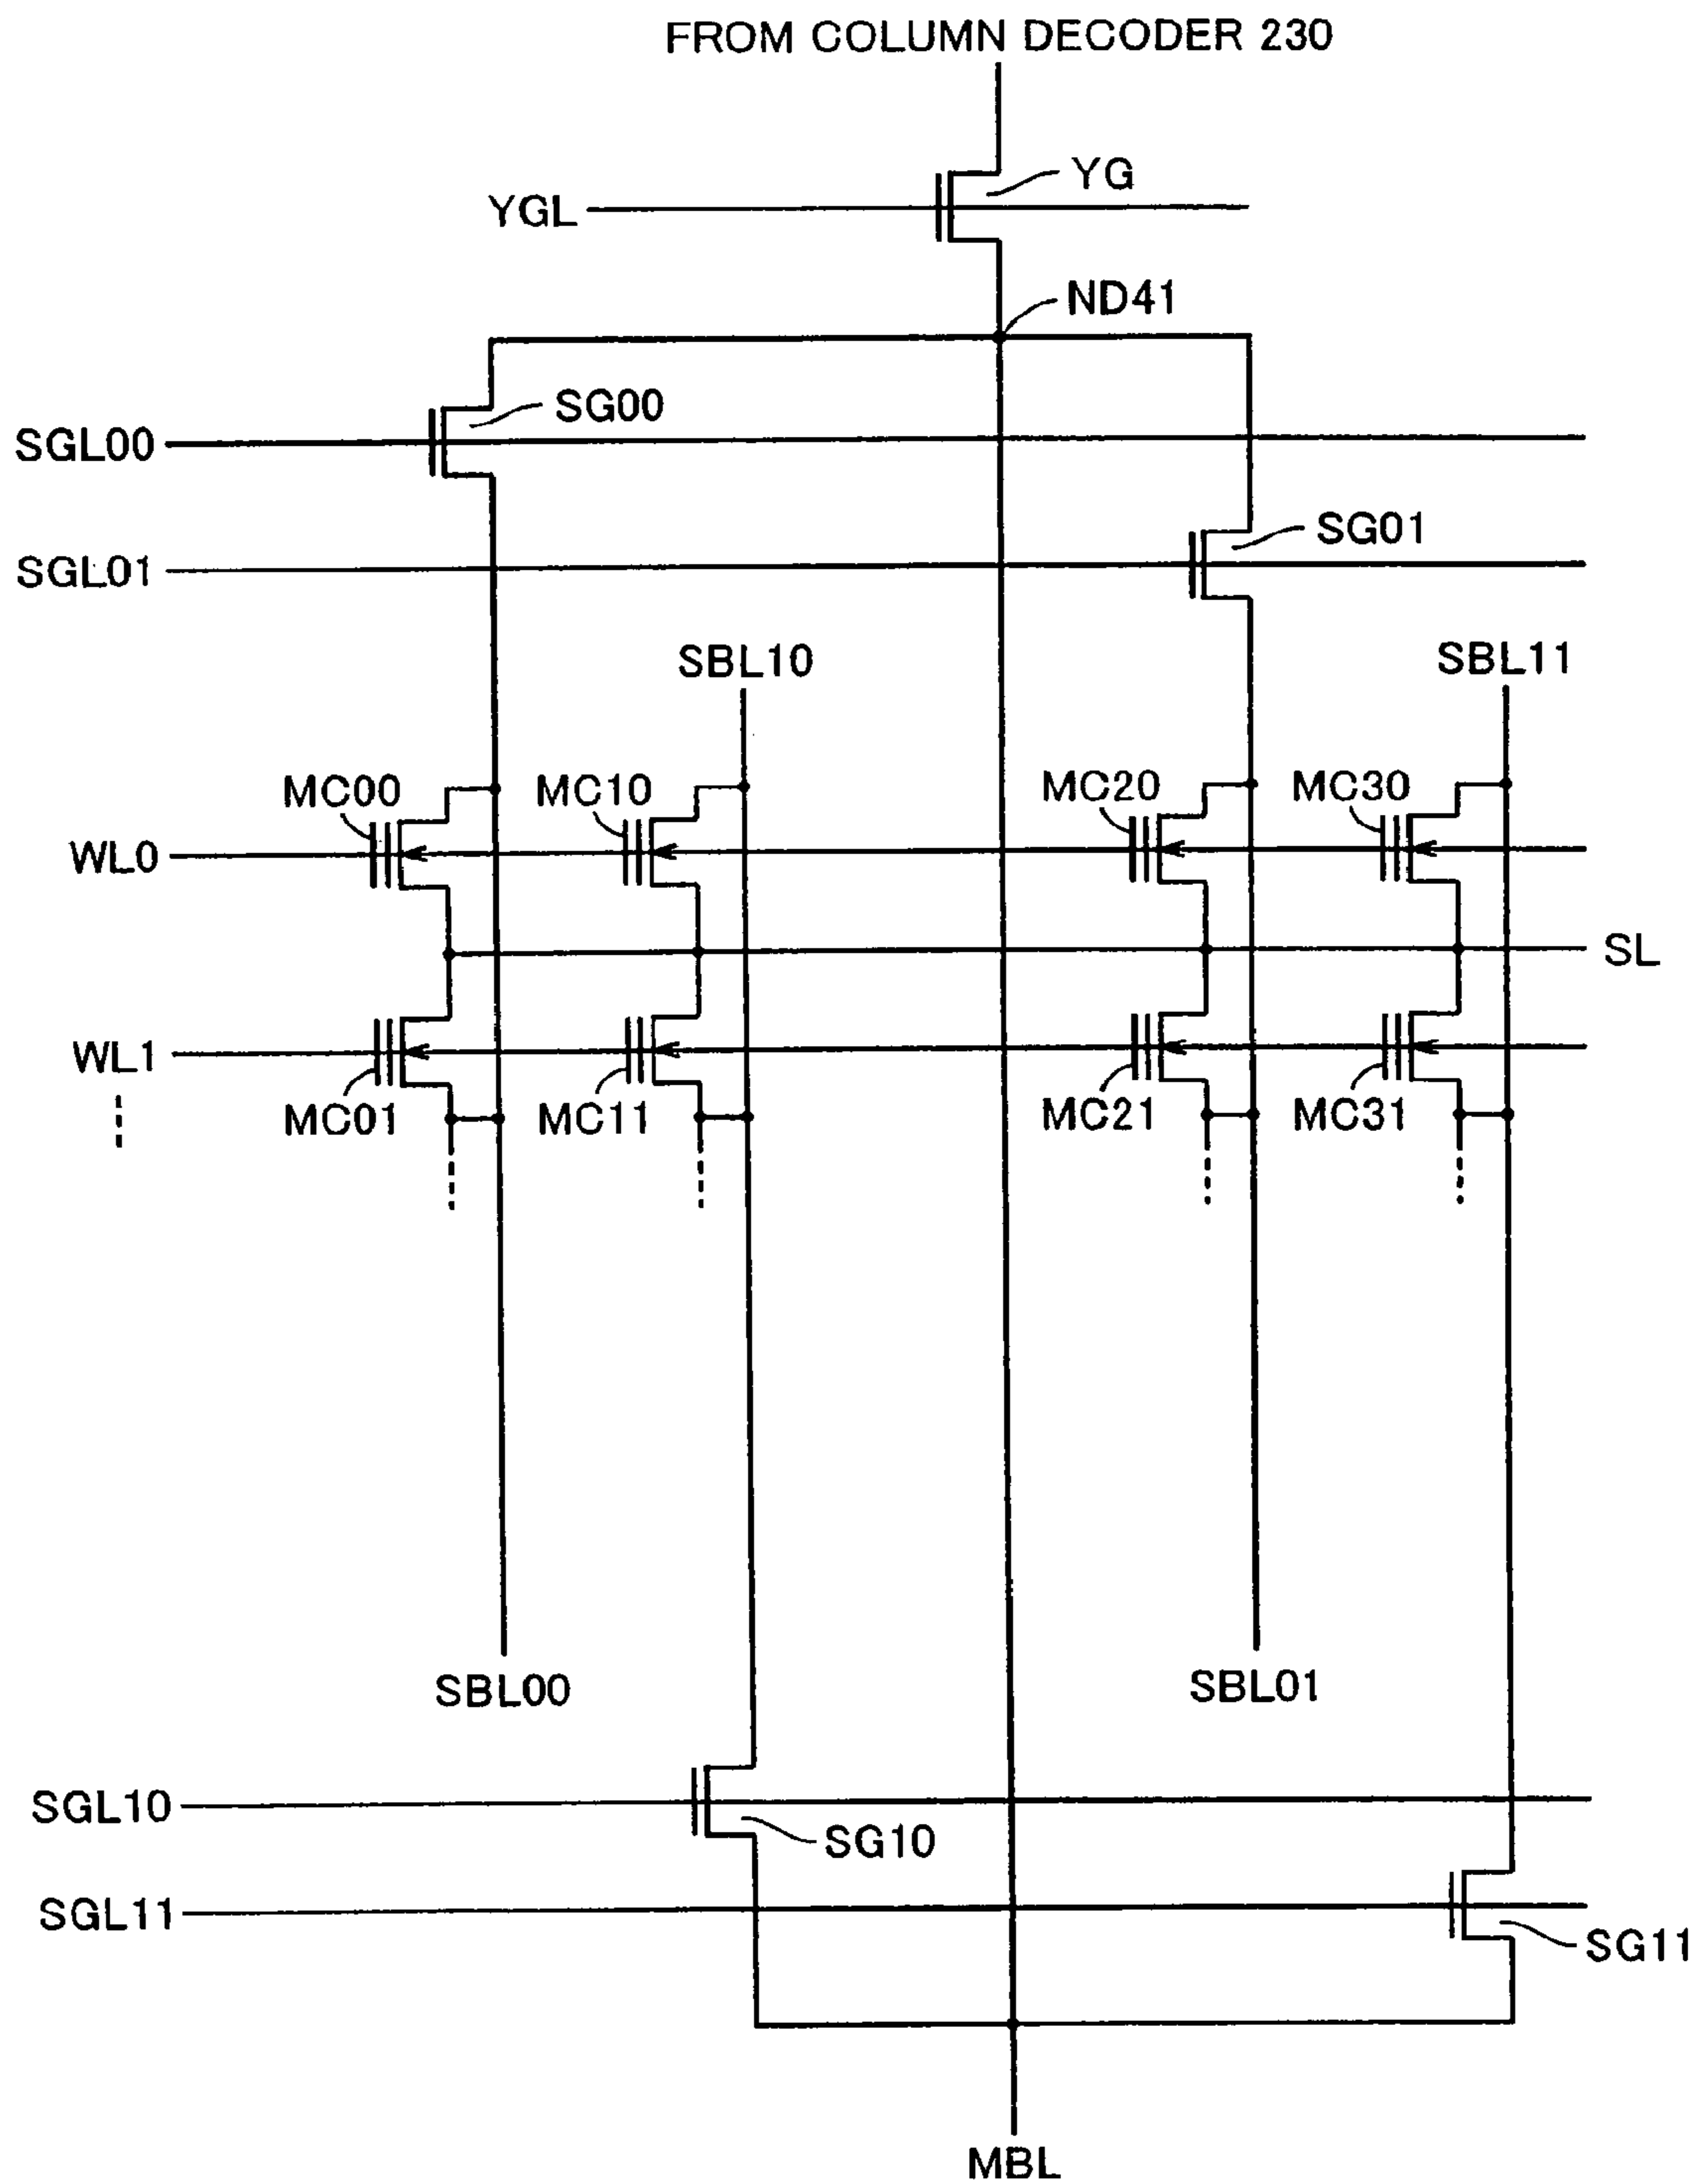 FROM COLUMN DECODER 230
YG
YGL
ND41
SG00
SGL00
SG01
SGL01
SBL10
SBL11
MC00
MC10
MC20
MC30
WL0
SL
WL1
MC01
MC11
MC21
MC31
SBL00
SBL01
SGL10
SG10
SGL11
SG11
MBL